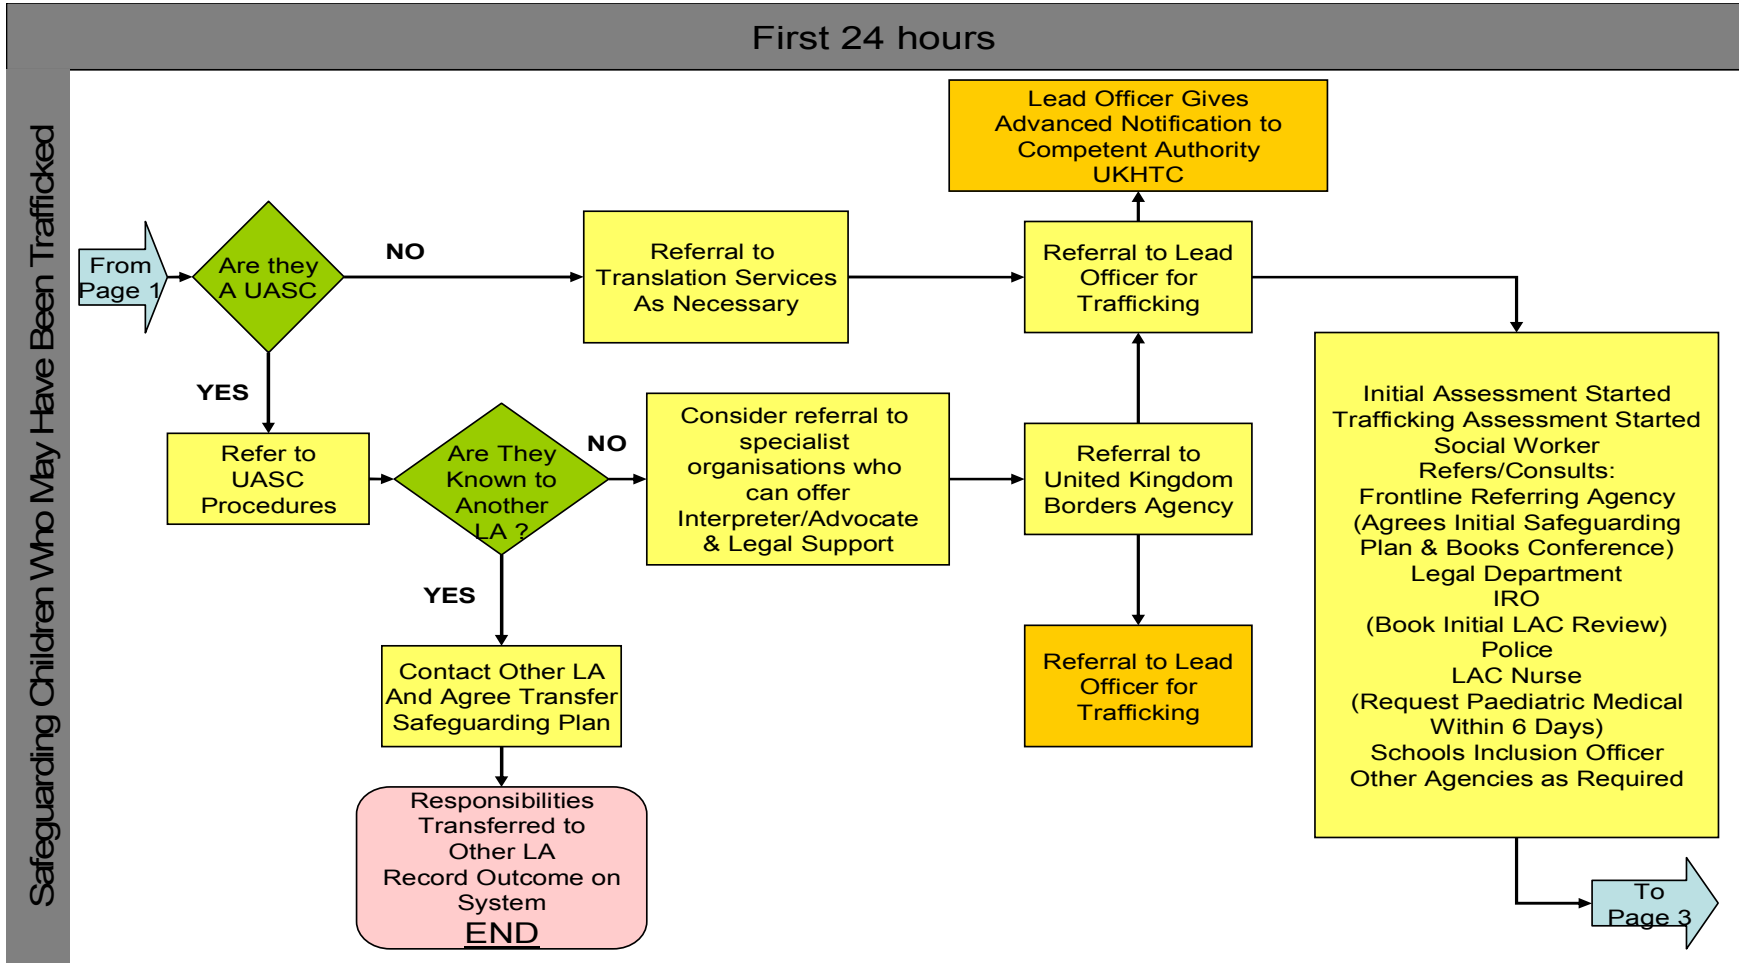 First 24 hours
Safeguarding Children Who May Have Been Trafficked
From
Page 1
Are they
A UASC
NO
YES
Referral to
Translation Services
As Necessary
Referral to Lead
Officer for
Trafficking
Lead Officer Gives
Advanced Notification to
Competent Authority
UKHTC
Refer to
UASC
Procedures
Are They
Known to
Another
LA ?
NO
YES
Consider referral to
specialist
organisations who
can offer
Interpreter/Advocate
& Legal Support
Referral to
United Kingdom
Borders Agency
Referral to Lead
Officer for
Trafficking
Contact Other LA
And Agree Transfer
Safeguarding Plan
Responsibilities
Transferred to
Other LA
Record Outcome on
System
END
Initial Assessment Started
Trafficking Assessment Started
Social Worker
Refers/Consults:
Frontline Referring Agency
(Agrees Initial Safeguarding
Plan & Books Conference)
Legal Department
IRO
(Book Initial LAC Review)
Police
LAC Nurse
(Request Paediatric Medical
Within 6 Days)
Schools Inclusion Officer
Other Agencies as Required
To
Page 3